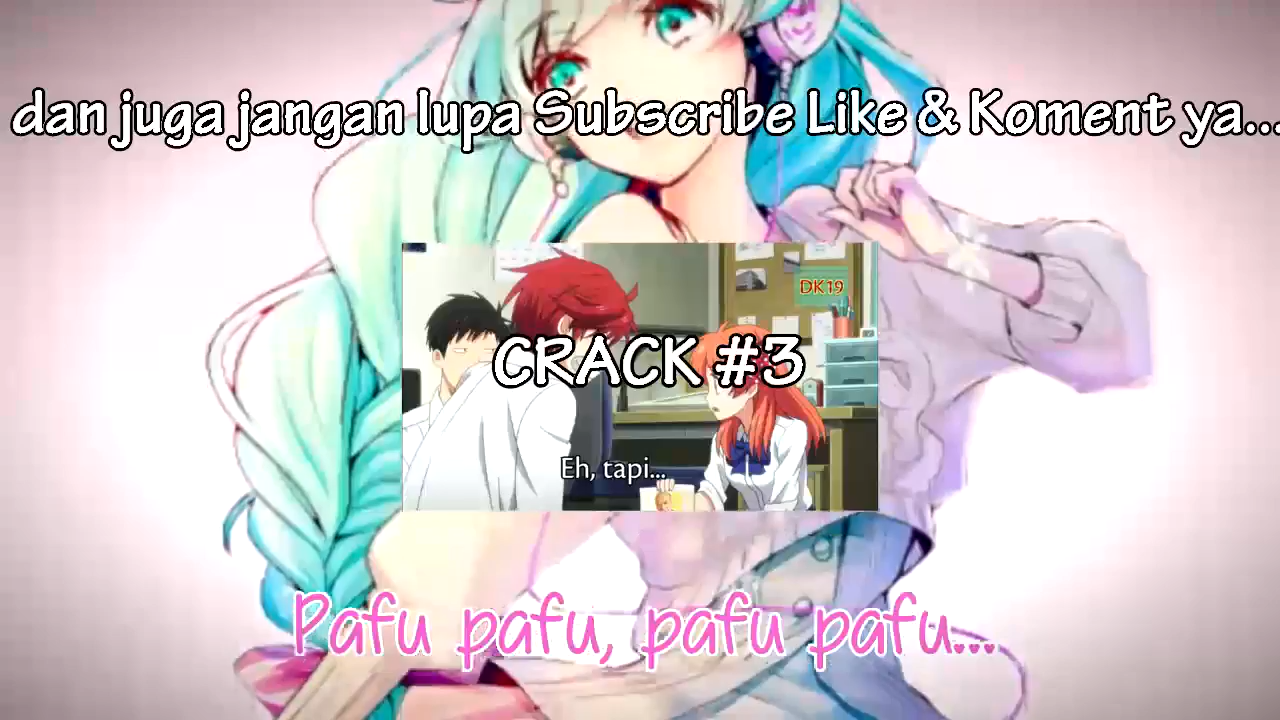 dan juga jangan lupa Subscribe Like & Koment ya...
DK19
CRACK #3
Eh, tapi...
Pafu pafu, pafu pafu...